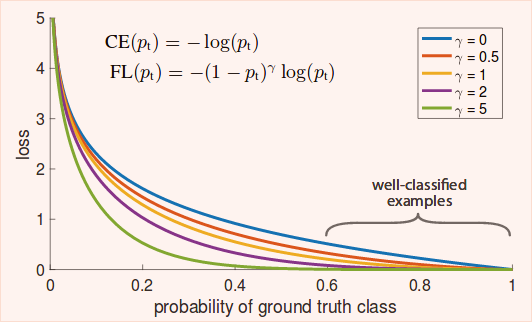 CE(pt) = − log(pt)
FL(pt) = −(1 − pt)γ log(pt)
γ = 0
γ = 0.5
γ = 1
γ = 2
γ = 5
well-classified
examples
loss
5
4
3
2
1
0
0 0.2 0.4 0.6 0.8 1
probability of ground truth class